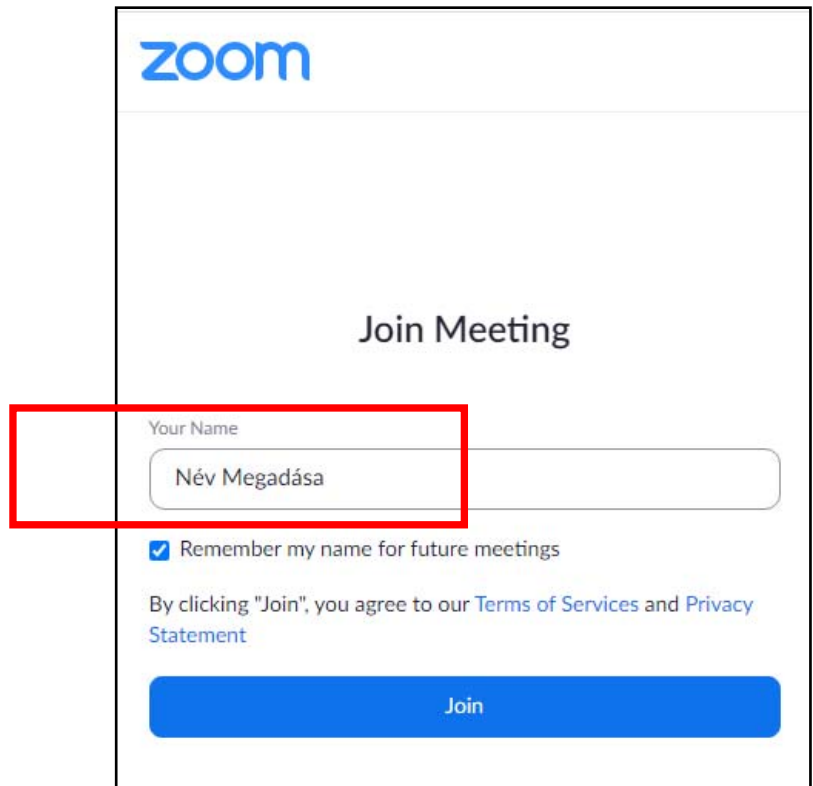 zoom
Join Meeting
Your Name
Név Megadása
Remember my name for future meetings
By clicking "Join", you agree to our Terms of Services and Privacy
Statement
Join